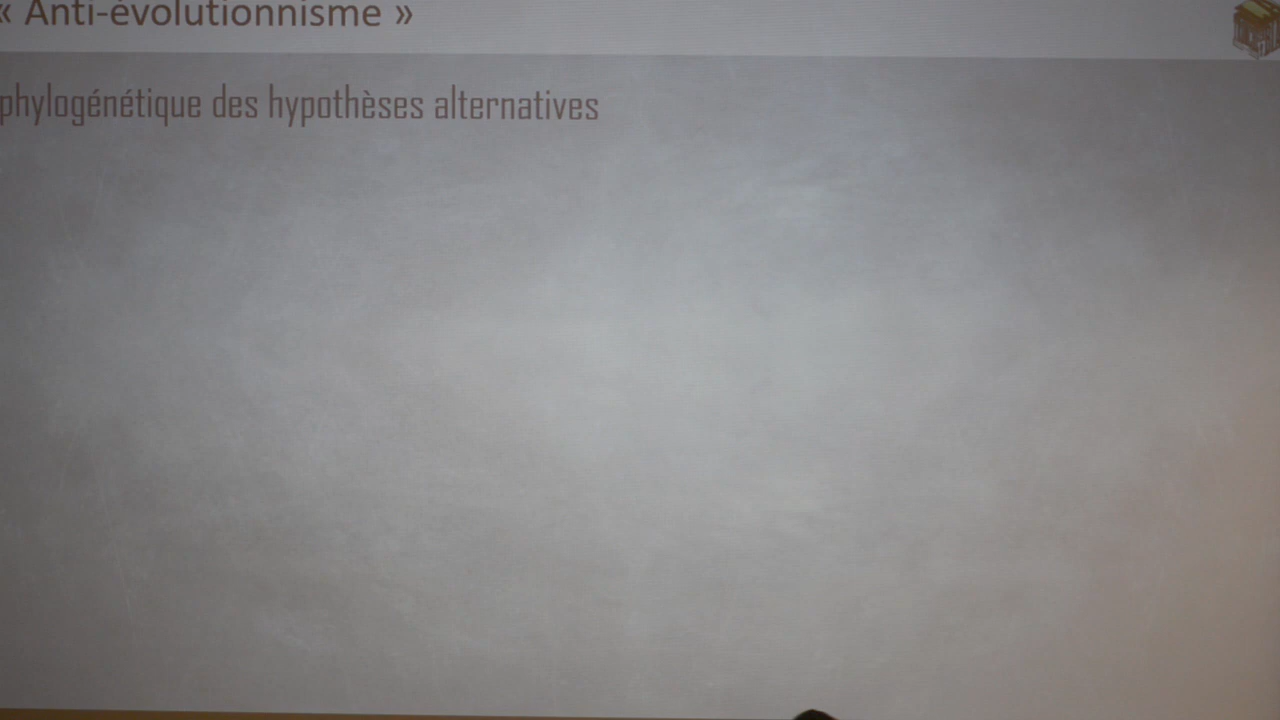 « Anti-évolutionnisme »
phylogénétique des hypothèses alternatives